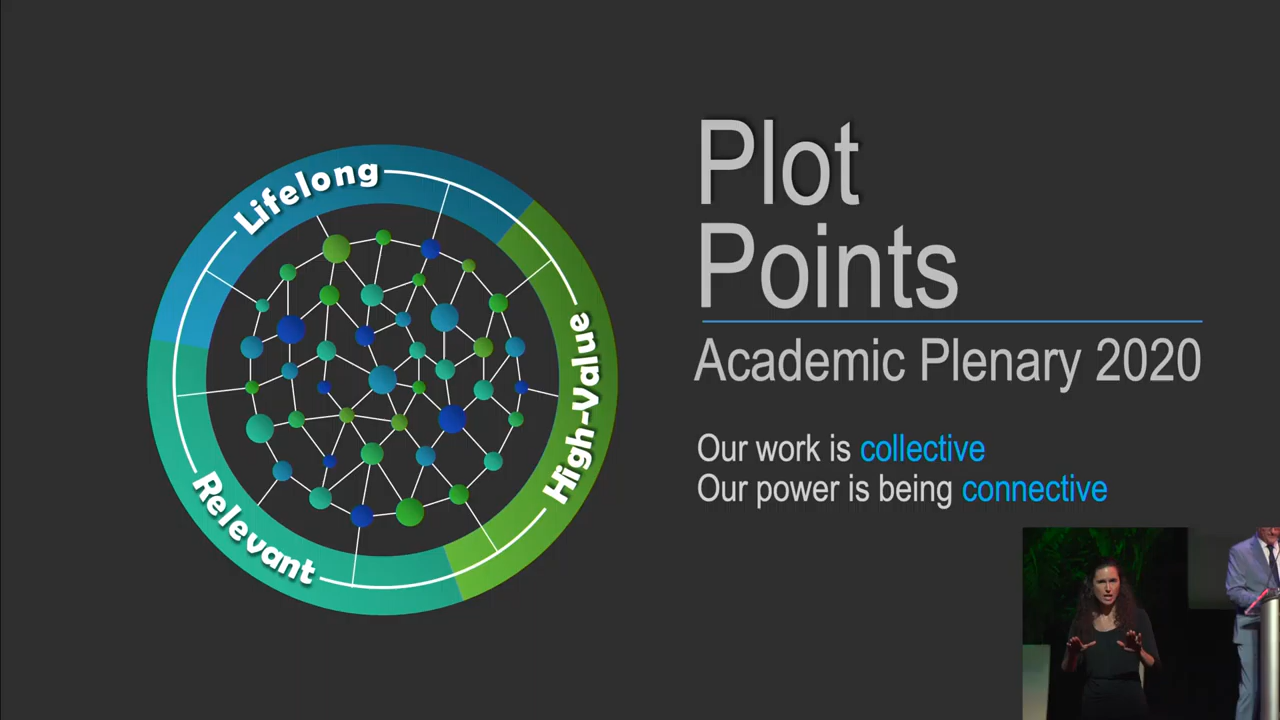 Lifelong
High-Value
Relevant
Plot
Points
Academic Plenary 2020
Our work is collective
Our power is being connective